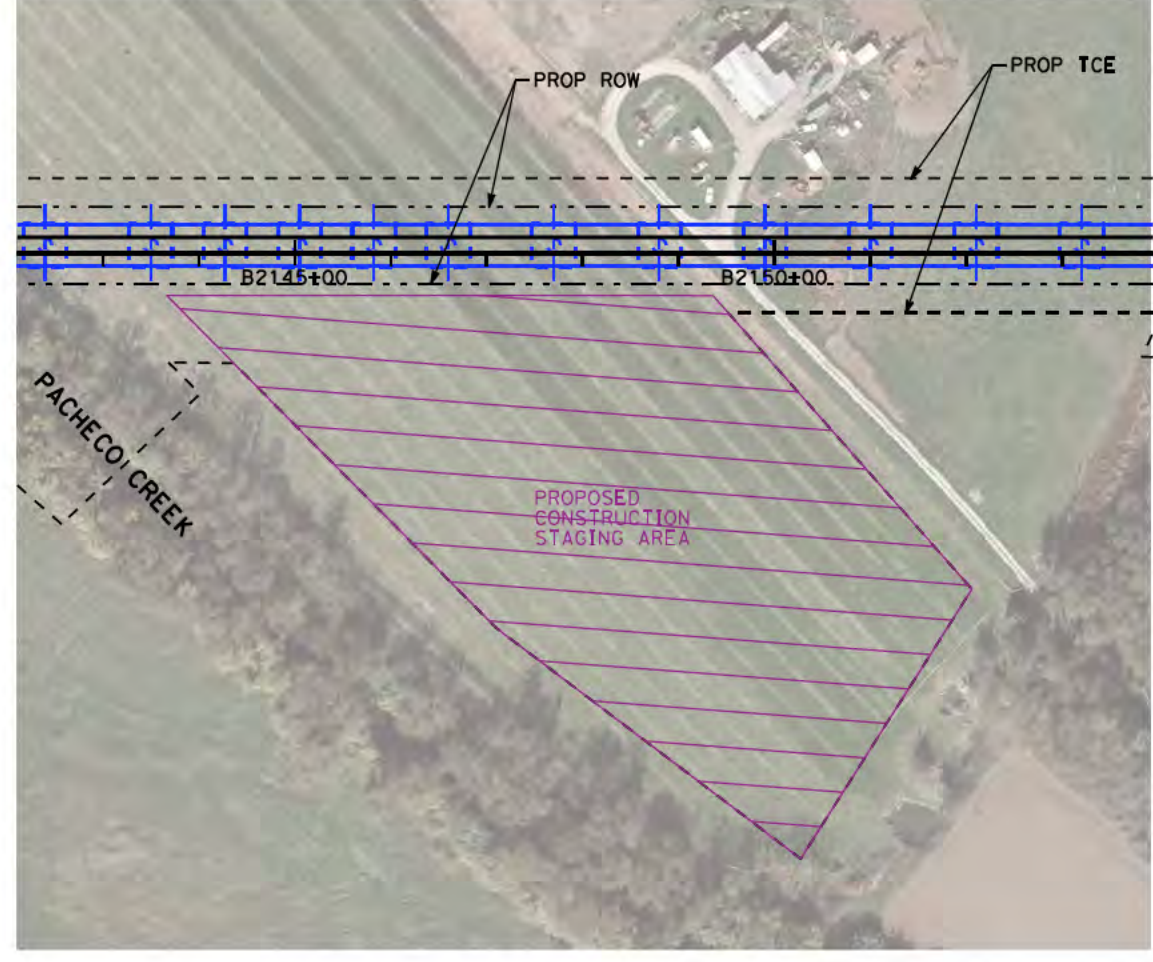 PROP ROW
PROP TCE
B2145+00
B2150+00
PACHECO CREEK
PROPOSED
CONSTRUCTION
STAGING AREA